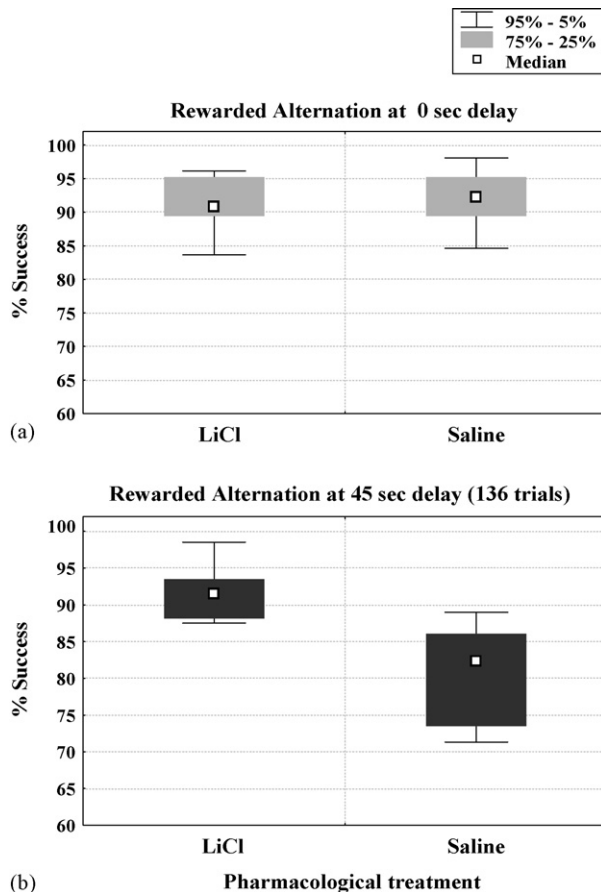 95% - 5%
75% - 25%
Median
Rewarded Alternation at 0 sec delay
100
95
90
85
80
75
70
65
60
% Success
(a)
LiCl Saline
Rewarded Alternation at 45 sec delay (136 trials)
100
95
90
85
80
75
70
65
60
% Success
LiCl Saline
(b) Pharmacological treatment